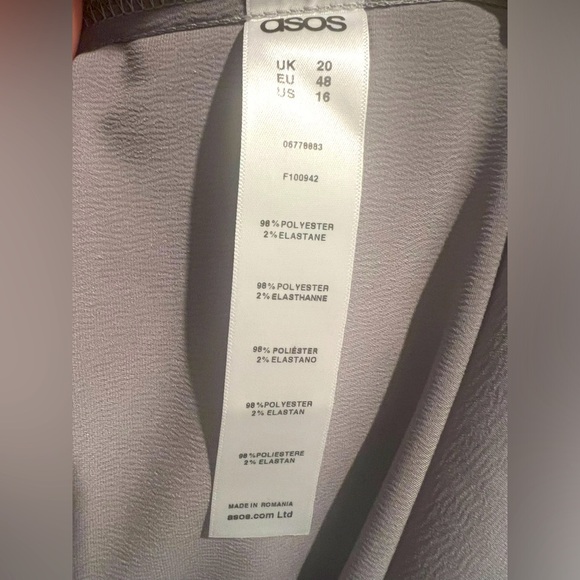 asos
UK 20
EU 48
US 16
06778883
F100942
98% POLYESTER
2% ELASTANE
98% POLYESTER
2% ELASTHANNE
98% POLIÉSTER
2% ELASTANO
98% POLYESTER
2% ELASTAN
98% POLIESTERE
2% ELASTAN
MADE IN ROMANIA
asos.com Ltd